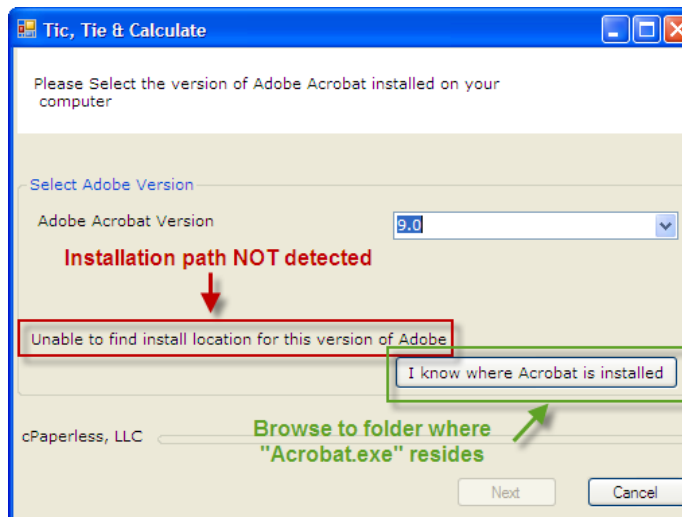 Tic, Tie & Calculate
Please Select the version of Adobe Acrobat installed on your
computer
Select Adobe Version
Adobe Acrobat Version
9.0
Installation path NOT detected
Unable to find install location for this version of Adobe
I know where Acrobat is installed
cPaperless, LLC
Browse to folder where
"Acrobat.exe" resides
Next
Cancel